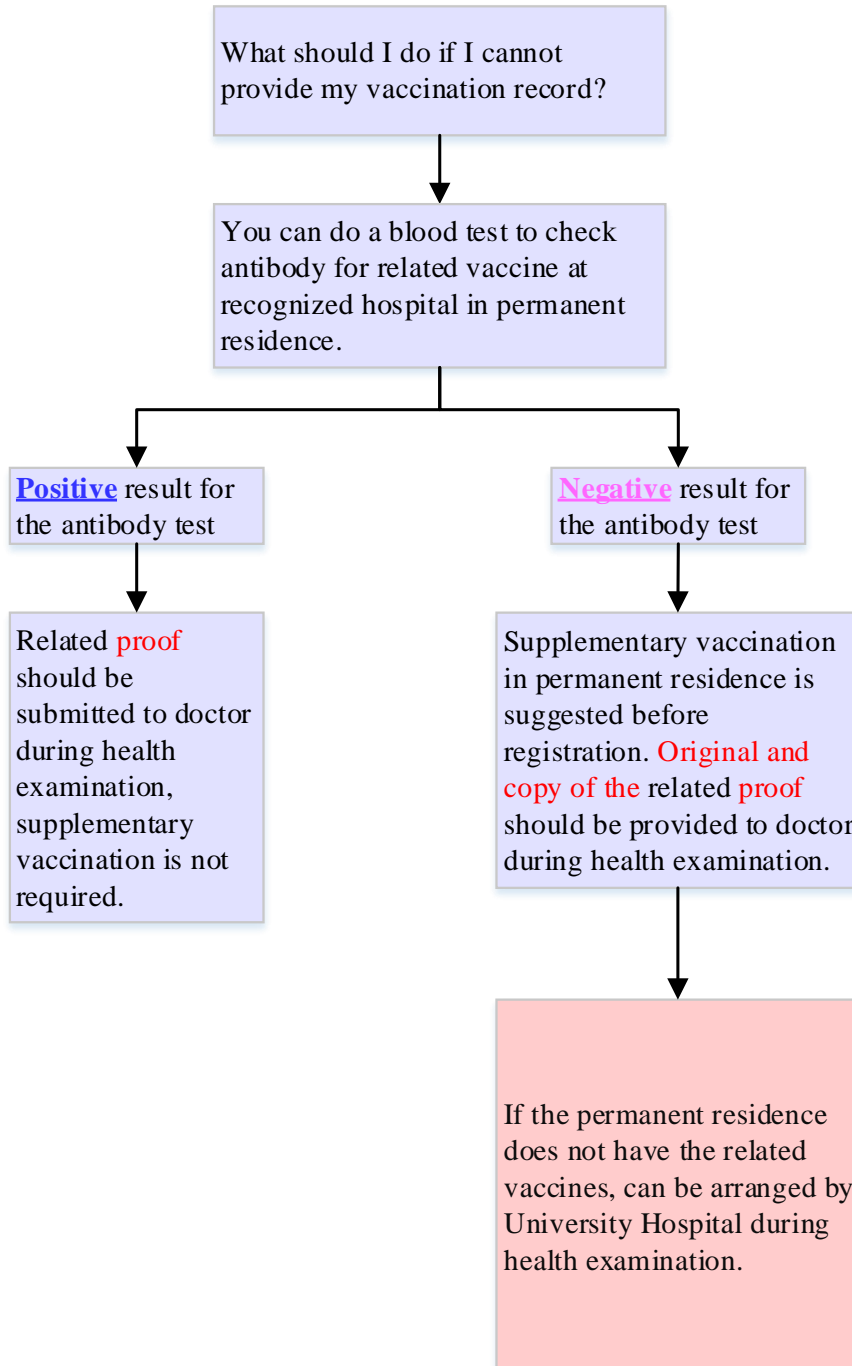 What should I do if I cannot
provide my vaccination record?
You can do a blood test to check
antibody for related vaccine at
recognized hospital in permanent
residence.
Positive result for
the antibody test
Negative result for
the antibody test
Related proof
should be
submitted to doctor
during health
examination,
supplementary
vaccination is not
required.
Supplementary vaccination
in permanent residence is
suggested before
registration. Original and
copy of the related proof
should be provided to doctor
during health examination.
If the permanent residence
does not have the related
vaccines, can be arranged by
University Hospital during
health examination.